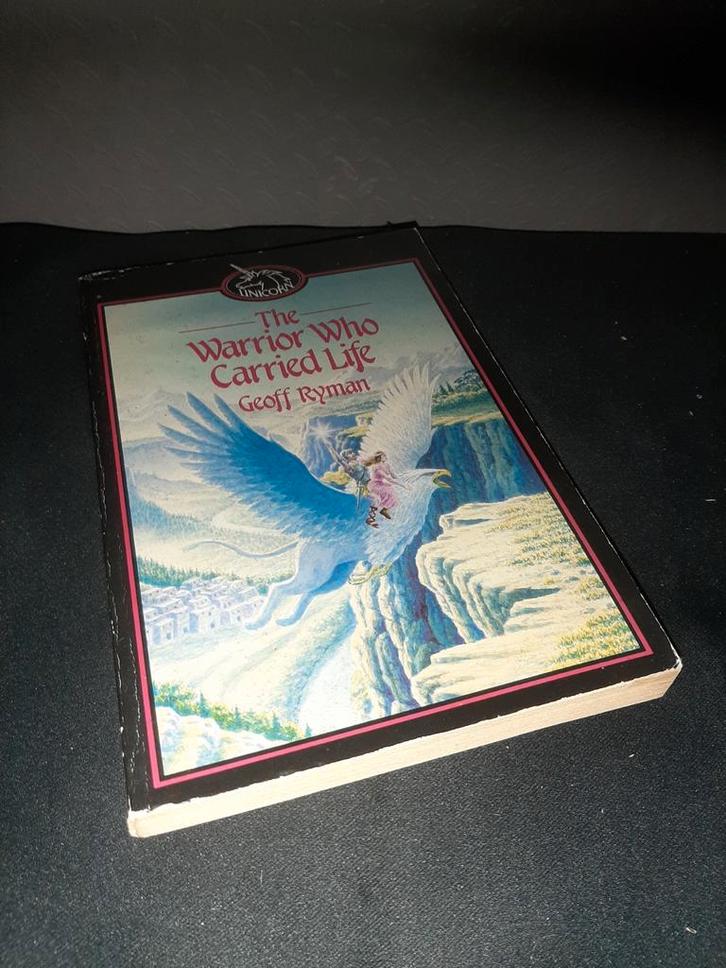 UNICORN
The
Warrior Who
Carried Life
Geoff Ryman